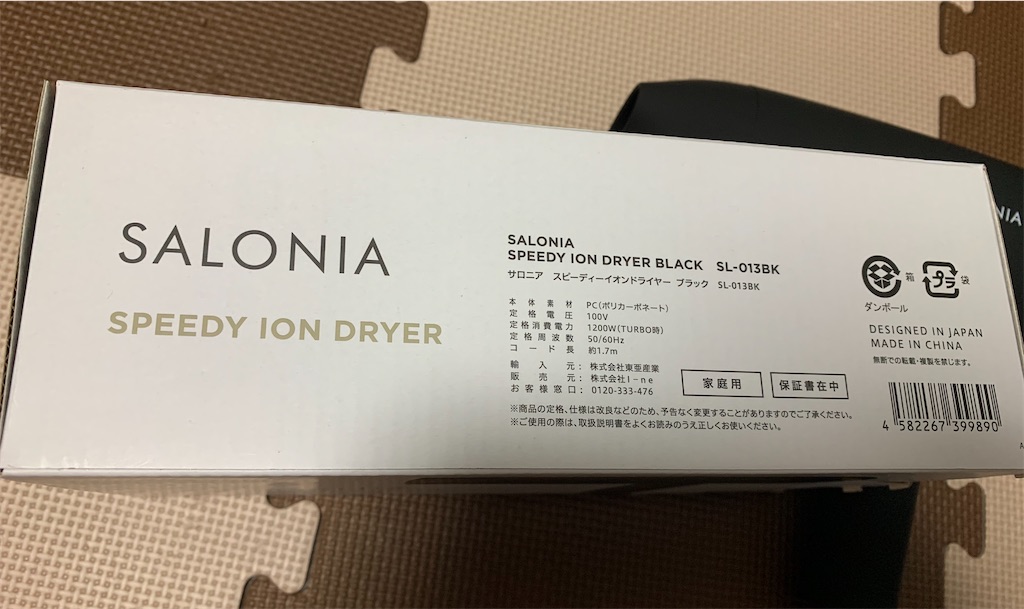 SALONIA
SPEEDY ION DRYER
SALONIA
SPEEDY ION DRYER BLACK SL-013BK
サロニア スピーディーイオンドライヤー ブラック SL-013BK
本体素材 PC(ポリカーボネート)
定格電圧 100V
定格消費電力 1200W(TURBO時)
定格周波数 50/60Hz
コード長 約1.7m
輸入元: 株式会社東亜産業
販売元: 株式会社I-ne
お客様窓口: 0120-333-476
家庭用
保証書在中
※商品の定格、仕様は改良などのため、予告なく変更することがありますのでご了承ください。
※ご使用の際は、取扱説明書をよくお読みのうえ正しくお使いください。
箱
プラ
袋
ダンボール
DESIGNED IN JAPAN
MADE IN CHINA
無断での転載・複製を禁じます。
4 582267 399890
NIA